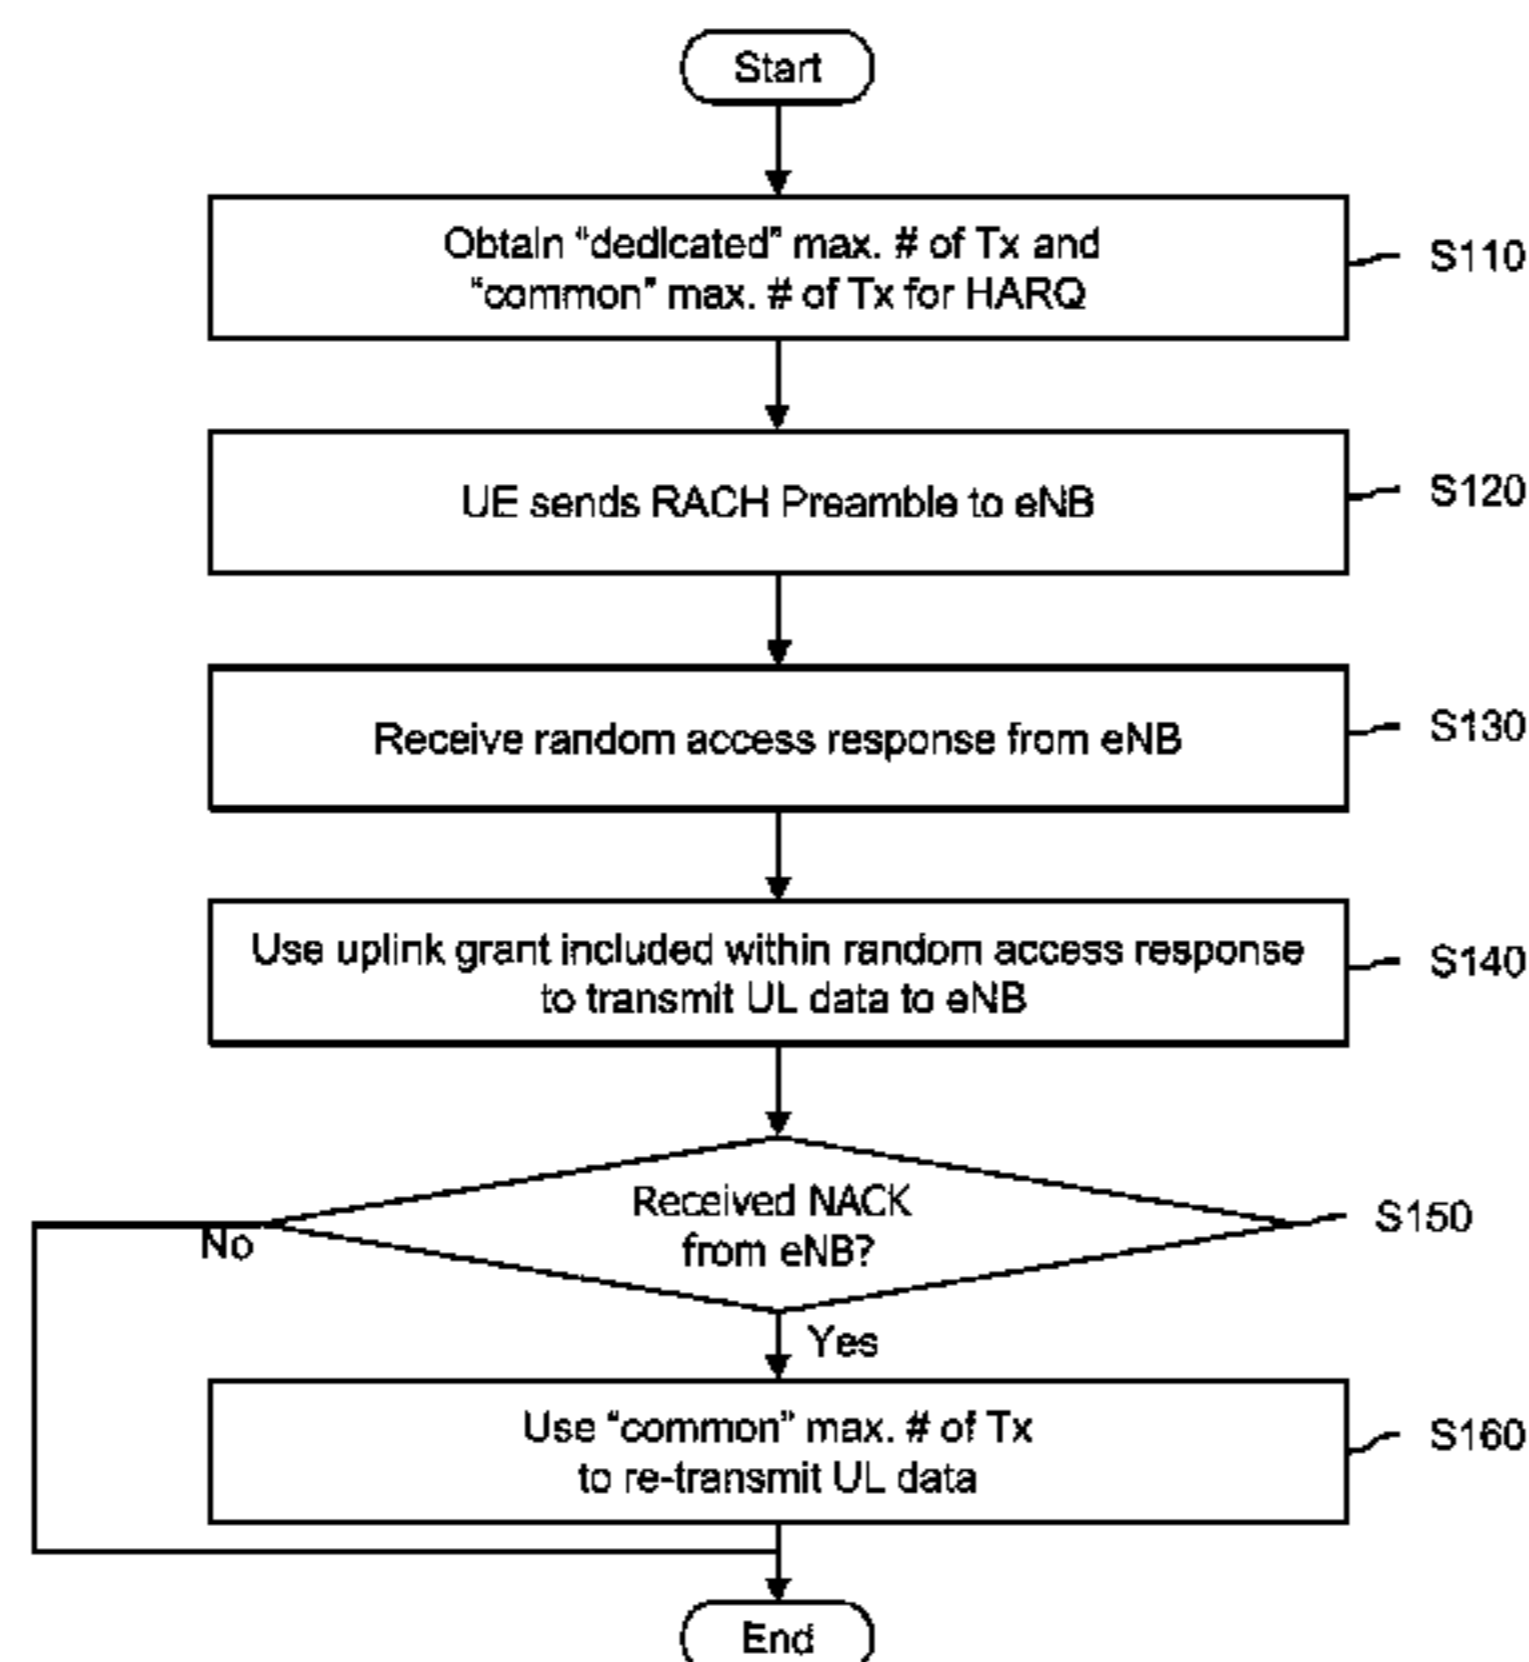 Start
Obtain “dedicated” max. # of Tx and
“common” max. # of Tx for HARQ
S110
UE sends RACH Preamble to eNB
S120
Receive random access response from eNB
S130
Use uplink grant included within random access response
to transmit UL data to eNB
S140
Received NACK
from eNB?
S150
No
Yes
Use “common” max. # of Tx
to re-transmit UL data
S160
End